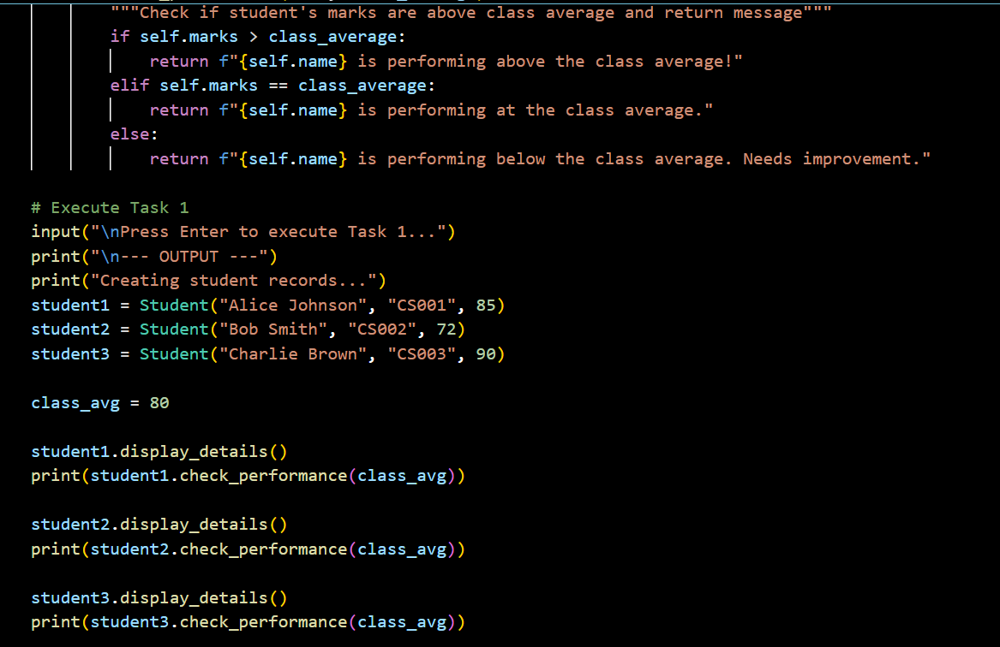 """Check if student's marks are above class average and return message"""
if self.marks > class_average:
return f"{self.name} is performing above the class average!"
elif self.marks == class_average:
return f"{self.name} is performing at the class average."
else:
return f"{self.name} is performing below the class average. Needs improvement."
# Execute Task 1
input("\nPress Enter to execute Task 1...")
print("\n--- OUTPUT ---")
print("Creating student records...")
student1 = Student("Alice Johnson", "CS001", 85)
student2 = Student("Bob Smith", "CS002", 72)
student3 = Student("Charlie Brown", "CS003", 90)
class_avg = 80
student1.display_details()
print(student1.check_performance(class_avg))
student2.display_details()
print(student2.check_performance(class_avg))
student3.display_details()
print(student3.check_performance(class_avg))